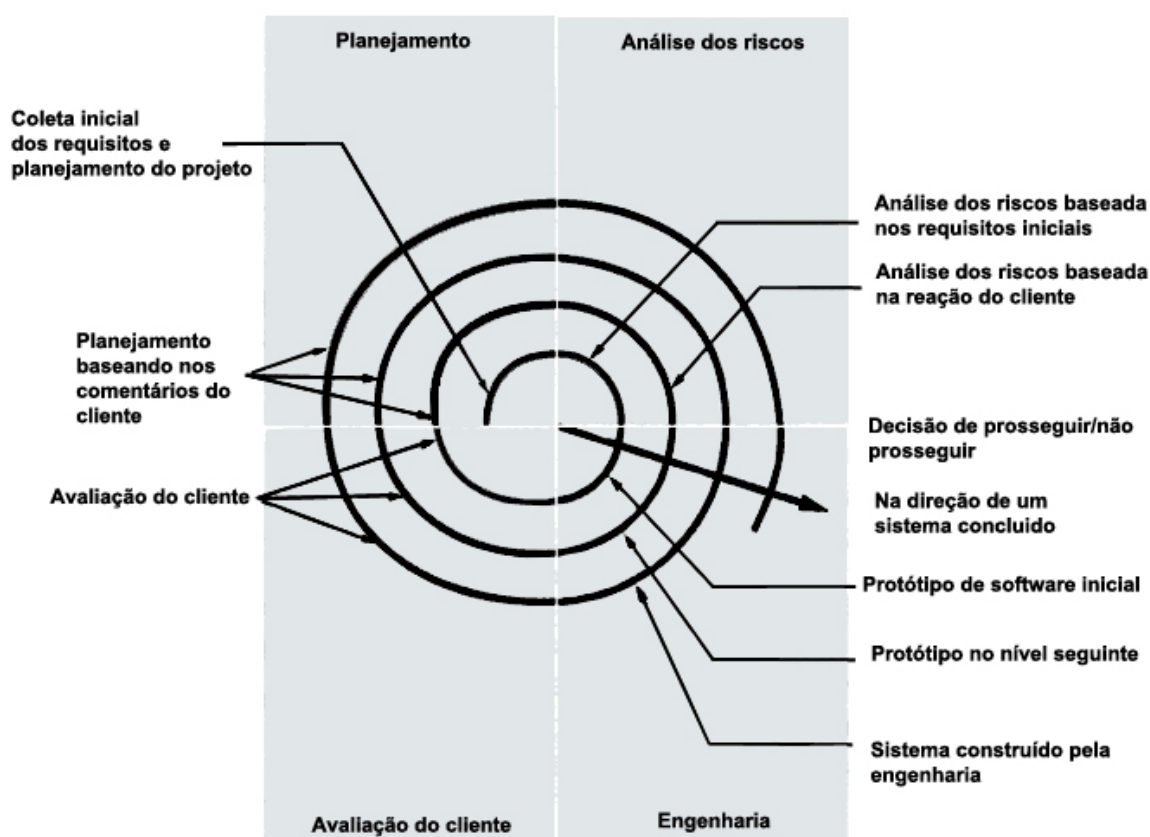 Planejamento
Análise dos riscos
Coleta inicial
dos requisitos e
planejamento do projeto
Análise dos riscos baseada
nos requisitos iniciais
Análise dos riscos baseada
na reação do cliente
Planejamento
baseando nos
comentários do
cliente
Decisão de prosseguir/não
prosseguir
Avaliação do cliente
Na direção de um
sistema concluido
Protótipo de software inicial
Protótipo no nível seguinte
Sistema construído pela
engenharia
Avaliação do cliente
Engenharia